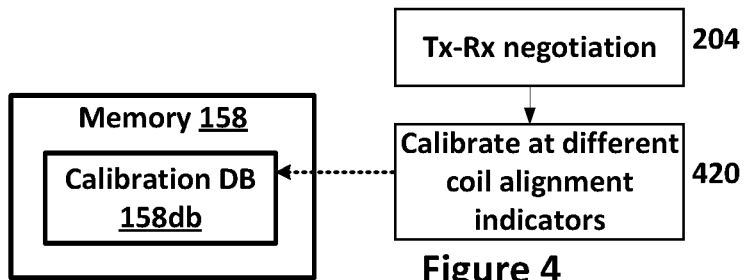 Tx-Rx negotiation
204
Memory 158
Calibration DB
158db
Calibrate at different
coil alignment
indicators
420
Figure 4